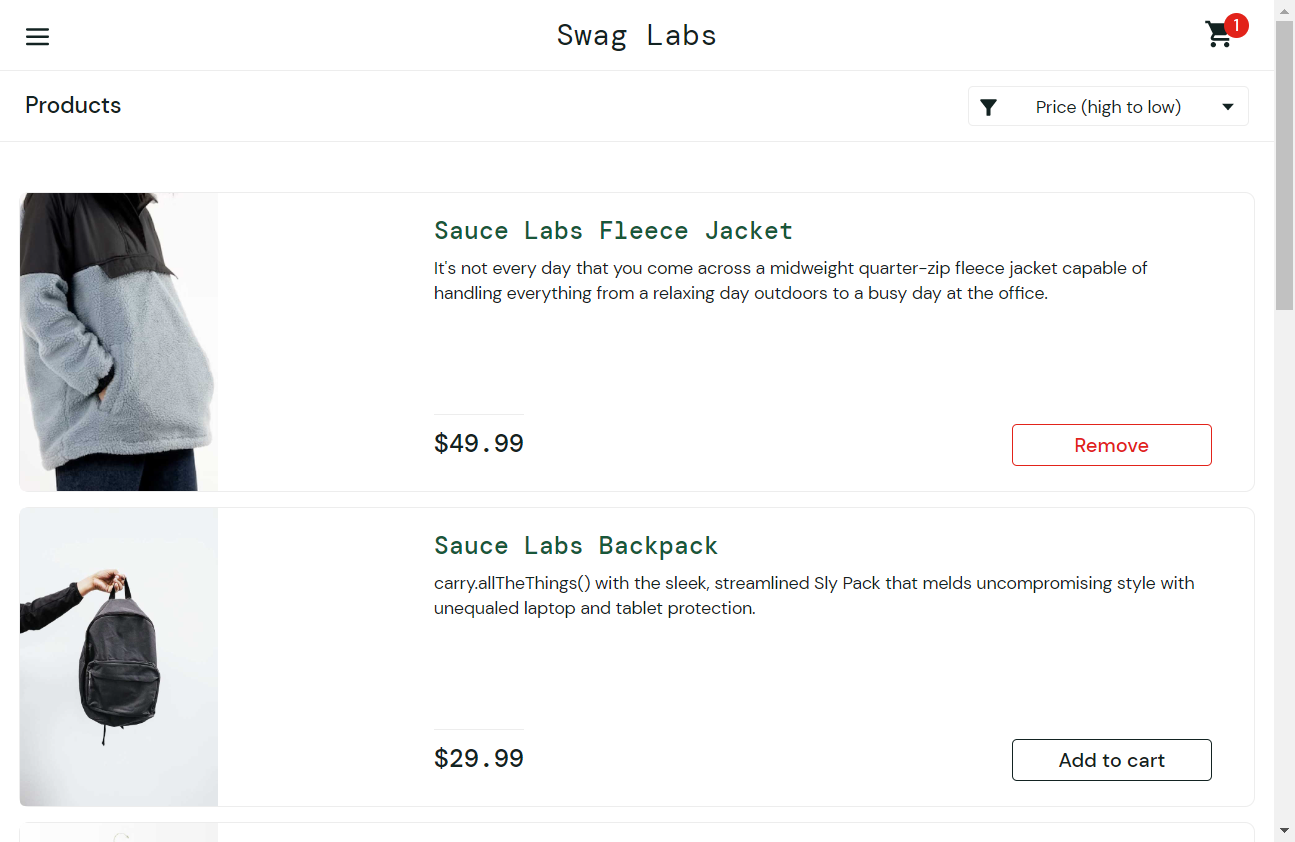 Swag Labs
1
Products
Price (high to low)
Sauce Labs Fleece Jacket
It's not every day that you come across a midweight quarter-zip fleece jacket capable of
handling everything from a relaxing day outdoors to a busy day at the office.
$49.99
Remove
Sauce Labs Backpack
carry.allTheThings() with the sleek, streamlined Sly Pack that melds uncompromising style with
unequaled laptop and tablet protection.
$29.99
Add to cart